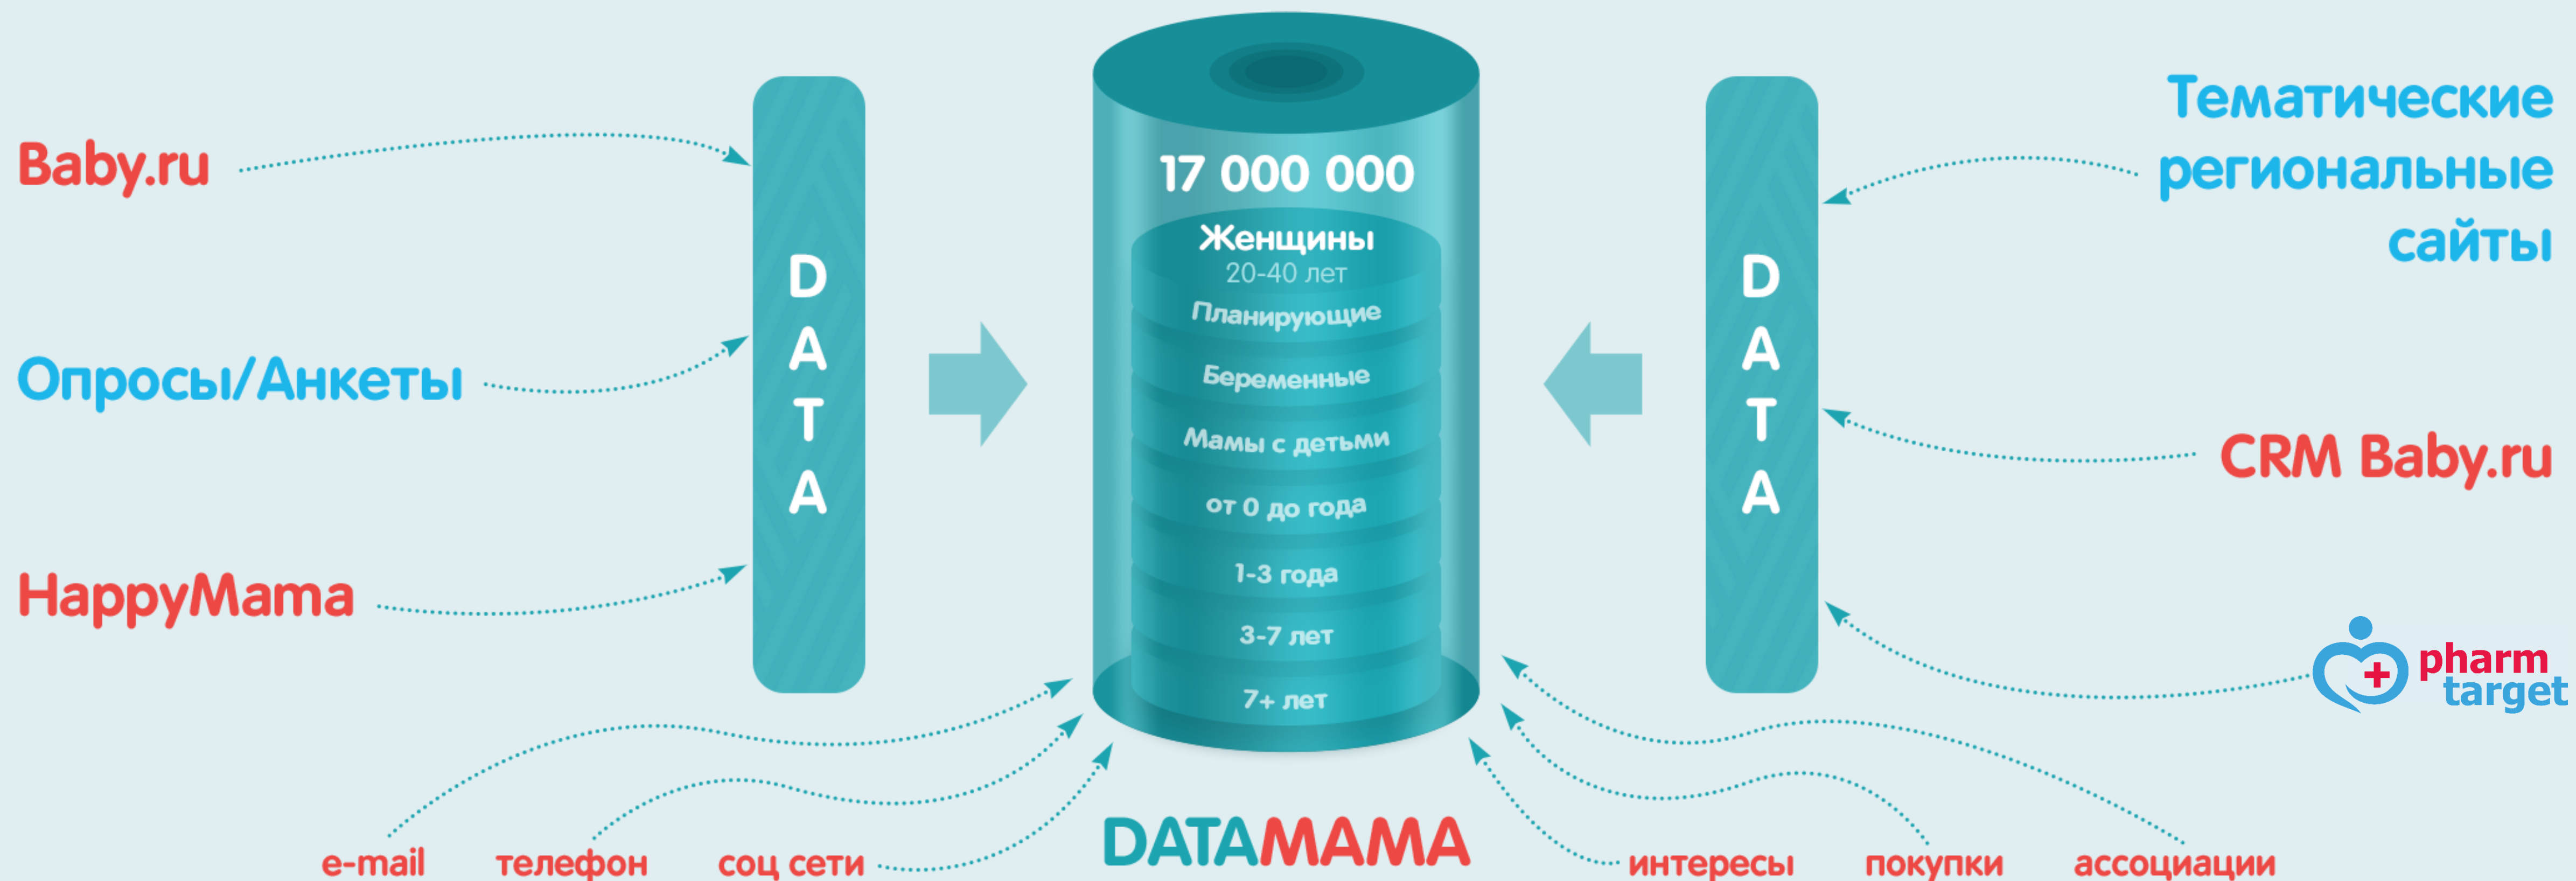 Baby.ru
Опросы/Анкеты
HappyMama
DATA
17 000 000
Женщины
20-40 лет
Планирующие
Беременные
Мамы с детьми
от 0 до года
1-3 года
3-7 лет
7+ лет
DATA
Тематические
региональные
сайты
CRM Baby.ru
pharm
target
e-mail
телефон
соц сети
DATAMAMA
интересы
покупки
ассоциации